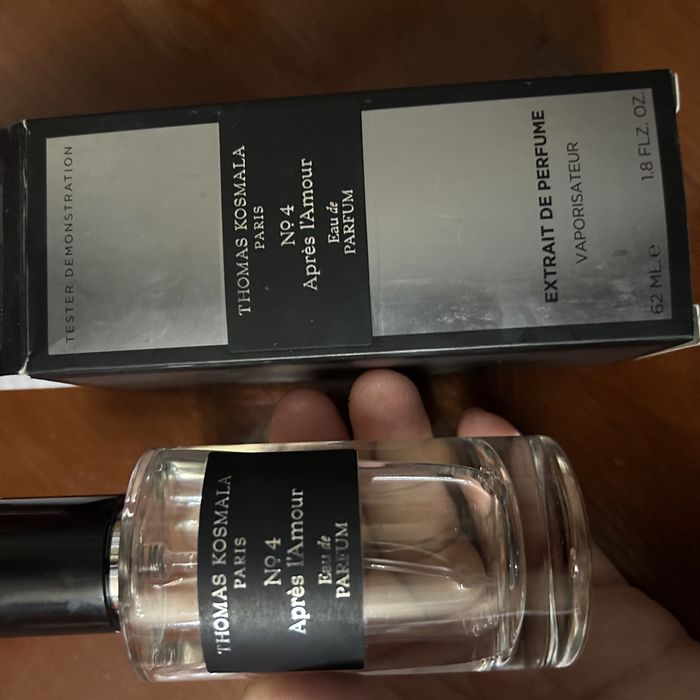 TESTER DEMONSTRATION
THOMAS KOSMALA
PARIS
Nº 4
Après l'Amour
Eau de
PARFUM
EXTRAIT DE PERFUME
VAPORISATEUR
62 ML. e 1.8 FLZ. OZ.
THOMAS KOSMALA
PARIS
Nº 4
Après l'Amour
Eau de
PARFUM